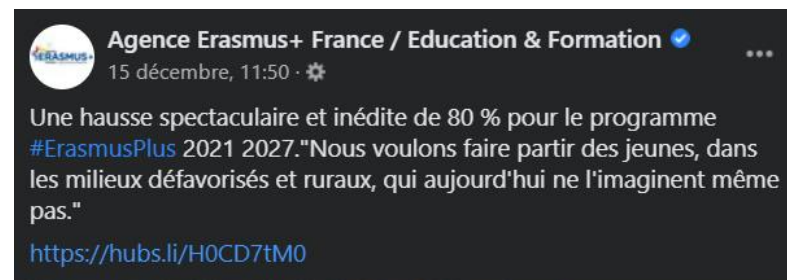 ERASMUS+
Agence Erasmus+ France / Education & Formation
15 décembre, 11:50 ·
Une hausse spectaculaire et inédite de 80 % pour le programme
#ErasmusPlus 2021 2027."Nous voulons faire partir des jeunes, dans
les milieux défavorisés et ruraux, qui aujourd'hui ne l'imaginent même
pas."
https://hubs.li/H0CD7tM0